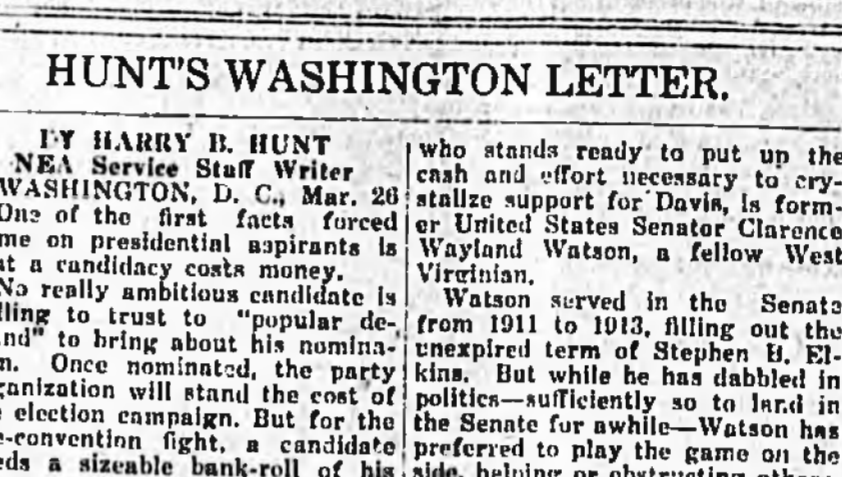 HUNT'S WASHINGTON LETTER.
BY HARRY B. HUNT
NEA Service Staff Writer
WASHINGTON, D. C., Mar. 26
One of the first facts forced
me on presidential aspirants is
at a candidacy costs money.
No really ambitious candidate is
lling to trust to "popular de-
nd" to bring about his nomina-
n. Once nominated, the party
ganization will stand the cost of
election campaign. But for the
e-convention fight, a candidate
eds a sizeable bank-roll of his
who stands ready to put up the
cash and effort necessary to cry-
stalize support for Davis, is form-
er United States Senator Clarence
Wayland Watson, a fellow West
Virginian.
Watson served in the Senate
from 1911 to 1913, filling out the
unexpired term of Stephen B. El-
kins. But while he has dabbled in
politics—sufficiently so to land in
the Senate for awhile—Watson has
preferred to play the game on the
side, helping or obstructing other